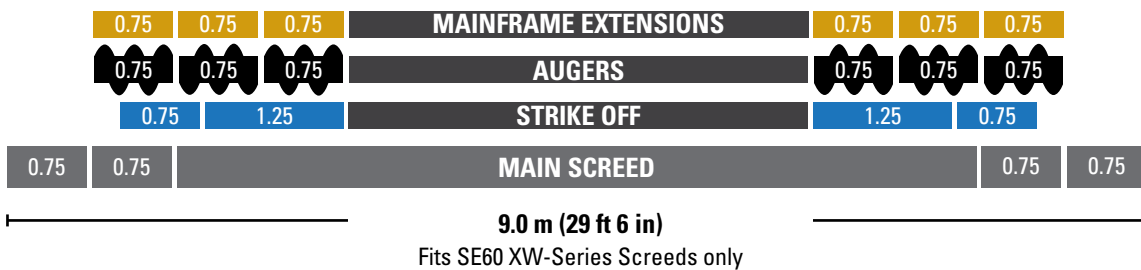 0.75 0.75 0.75 MAINFRAME EXTENSIONS 0.75 0.75 0.75
0.75 0.75 0.75 AUGERS 0.75 0.75 0.75
0.75 1.25 STRIKE OFF 1.25 0.75
0.75 0.75 MAIN SCREED 0.75 0.75
9.0 m (29 ft 6 in)
Fits SE60 XW-Series Screeds only